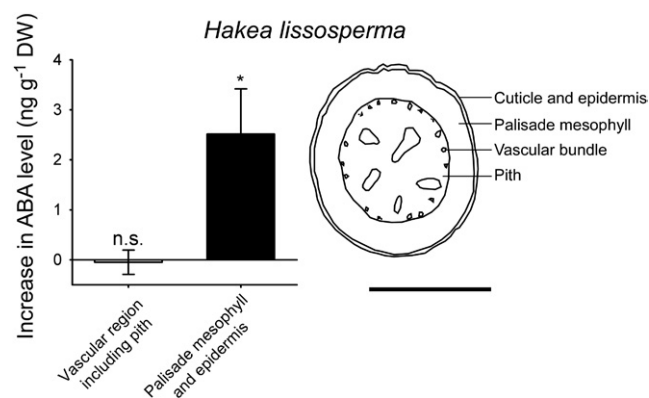 Hakea lissosperma
Increase in ABA level (ng g⁻¹ DW)
4
3
2
1
0
n.s.
*
Vascular region
including pith
Palisade mesophyll
and epidermis
Cuticle and epidermis
Palisade mesophyll
Vascular bundle
Pith